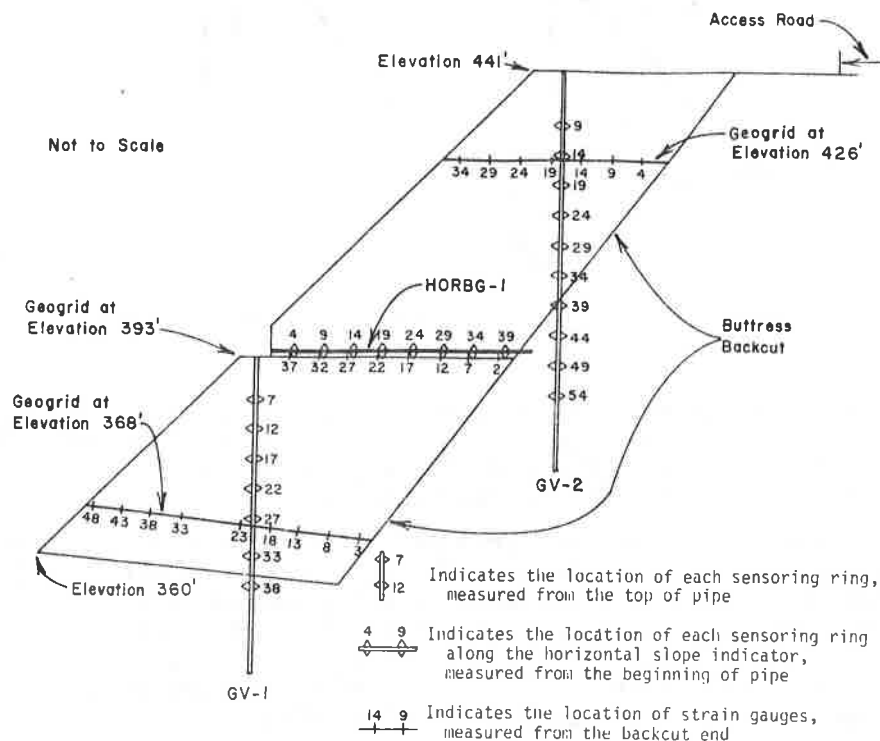 Access Road
Elevation 441'
Not to Scale
Geogrid at
Elevation 426'
9
14
34 29 24 19 14 9 4
19
24
29
34
39
44
49
54
GV-2
HORBG-1
Geogrid at
Elevation 393'
4 9 14 19 24 29 34 39
37 32 27 22 17 12 7 2
Buttress
Backcut
Geogrid at
Elevation 368'
7
12
17
22
27
48 43 38 33 23 18 13 8 3
33
38
GV-1
Elevation 360'
7
12
Indicates the location of each sensoring ring,
measured from the top of pipe
4 9
Indicates the location of each sensoring ring
along the horizontal slope indicator,
measured from the beginning of pipe
14 9
Indicates the location of strain gauges,
measured from the backcut end